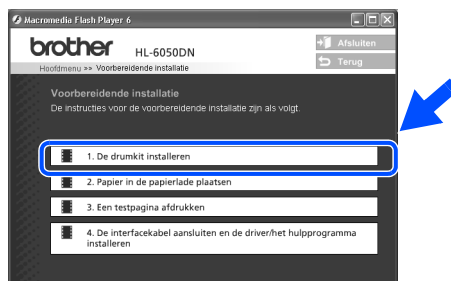 Macromedia Flash Player 6
brother
HL-6050DN
Afsluiten
Hoofdmenu »» Voorbereidende installatie
Terug
Voorbereidende installatie
De instructies voor de voorbereidende installatie zijn als volgt.
1. De drumkit installeren
2. Papier in de papierlade plaatsen
3. Een testpagina afdrukken
4. De interfacekabel aansluiten en de driver/het hulpprogramma
installeren